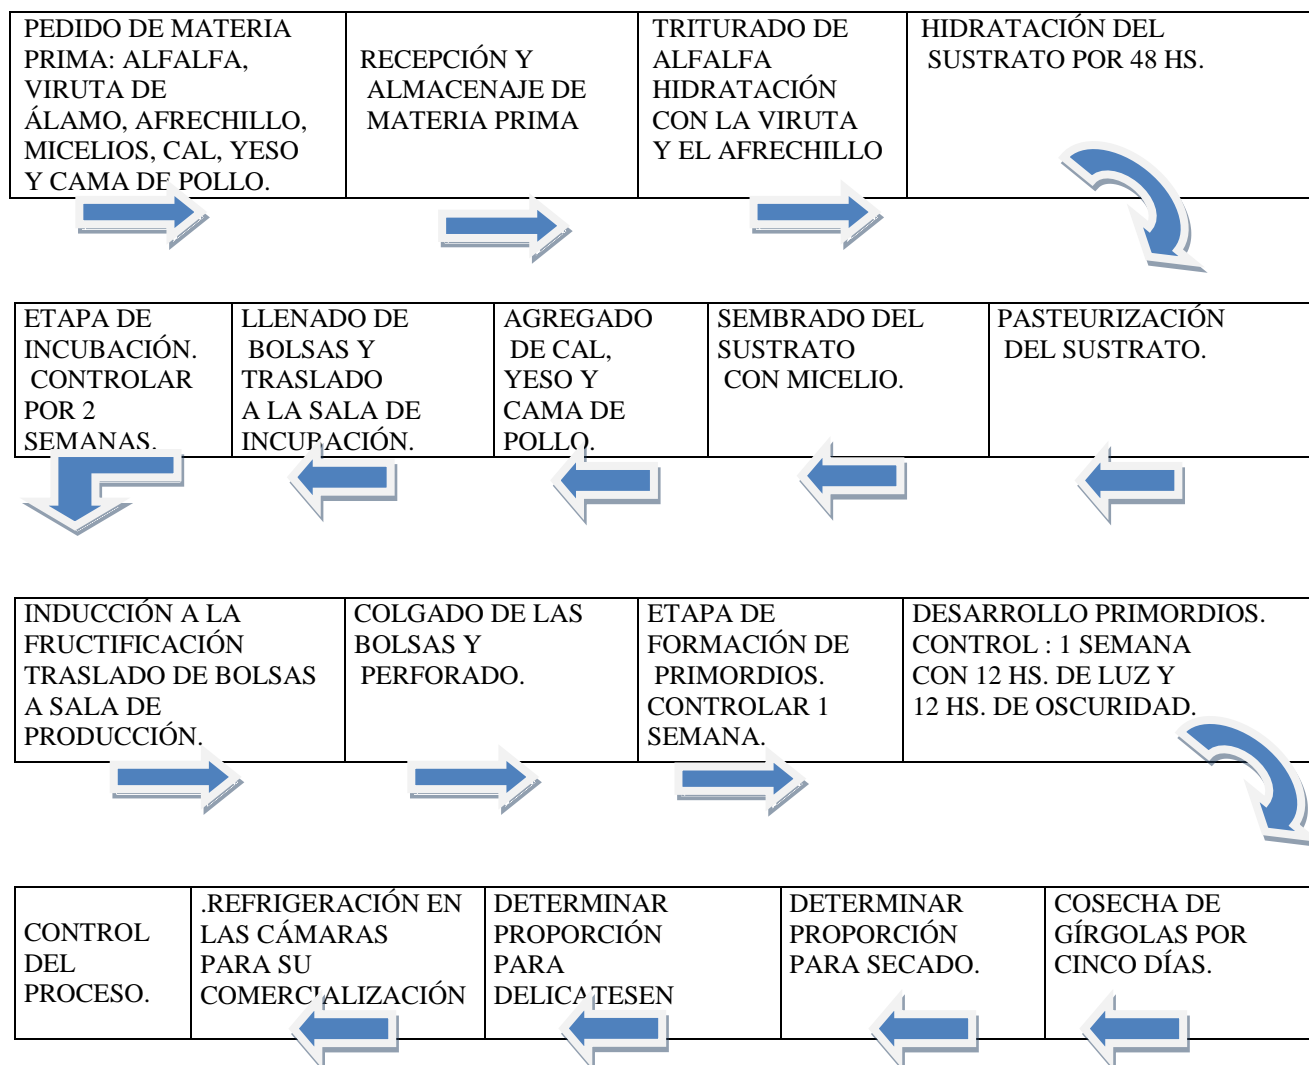 PEDIDO DE MATERIA
PRIMA: ALFALFA,
VIRUTA DE
ÁLAMO, AFRECHILLO,
MICELIOS, CAL, YESO
Y CAMA DE POLLO.
RECEPCIÓN Y
ALMACENAJE DE
MATERIA PRIMA
TRITURADO DE
ALFALFA
HIDRATACIÓN
CON LA VIRUTA
Y EL AFRECHILLO
HIDRATACIÓN DEL
SUSTRATO POR 48 HS.
ETAPA DE
INCUBACIÓN.
CONTROLAR
POR 2
SEMANAS.
LLENADO DE
BOLSAS Y
TRASLADO
A LA SALA DE
INCUBACIÓN.
AGREGADO
DE CAL,
YESO Y
CAMA DE
POLLO.
SEMBRADO DEL
SUSTRATO
CON MICELIO.
PASTEURIZACIÓN
DEL SUSTRATO.
INDUCCIÓN A LA
FRUCTIFICACIÓN
TRASLADO DE BOLSAS
A SALA DE
PRODUCCIÓN.
COLGADO DE LAS
BOLSAS Y
PERFORADO.
ETAPA DE
FORMACIÓN DE
PRIMORDIOS.
CONTROLAR 1
SEMANA.
DESARROLLO PRIMORDIOS.
CONTROL : 1 SEMANA
CON 12 HS. DE LUZ Y
12 HS. DE OSCURIDAD.
CONTROL
DEL
PROCESO.
.REFRIGERACIÓN EN
LAS CÁMARAS
PARA SU
COMERCIALIZACIÓN
DETERMINAR
PROPORCIÓN
PARA
DELICATESEN
DETERMINAR
PROPORCIÓN
PARA SECADO.
COSECHA DE
GÍRGOLAS POR
CINCO DÍAS.